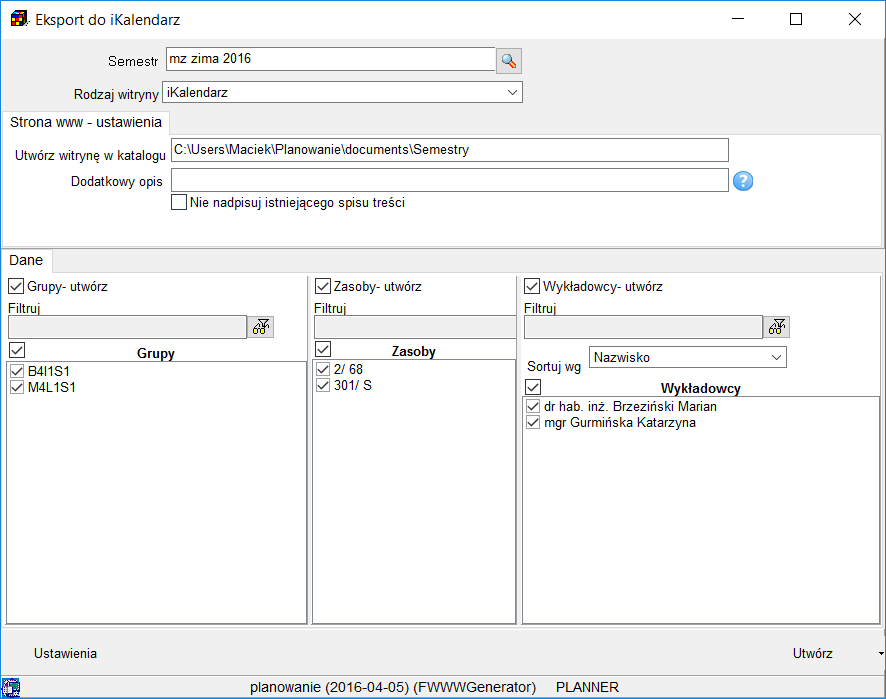 Eksport do iKalendarz
Semestr mz zima 2016
Rodzaj witryny iKalendarz
Strona www - ustawienia
Utwórz witrynę w katalogu C:\Users\Maciek\Planowanie\documents\Semestry
Dodatkowy opis
?
Nie nadpisuj istniejącego spisu treści
Dane
Grupy- utwórz
Filtruj
Grupy
B4I1S1
M4L1S1
Zasoby- utwórz
Filtruj
Zasoby
2/ 68
301/ S
Wykładowcy- utwórz
Filtruj
Sortuj wg Nazwisko
Wykładowcy
dr hab. inż. Brzeziński Marian
mgr Gurmińska Katarzyna
Ustawienia Utwórz
planowanie (2016-04-05) (FWWWGenerator) PLANNER